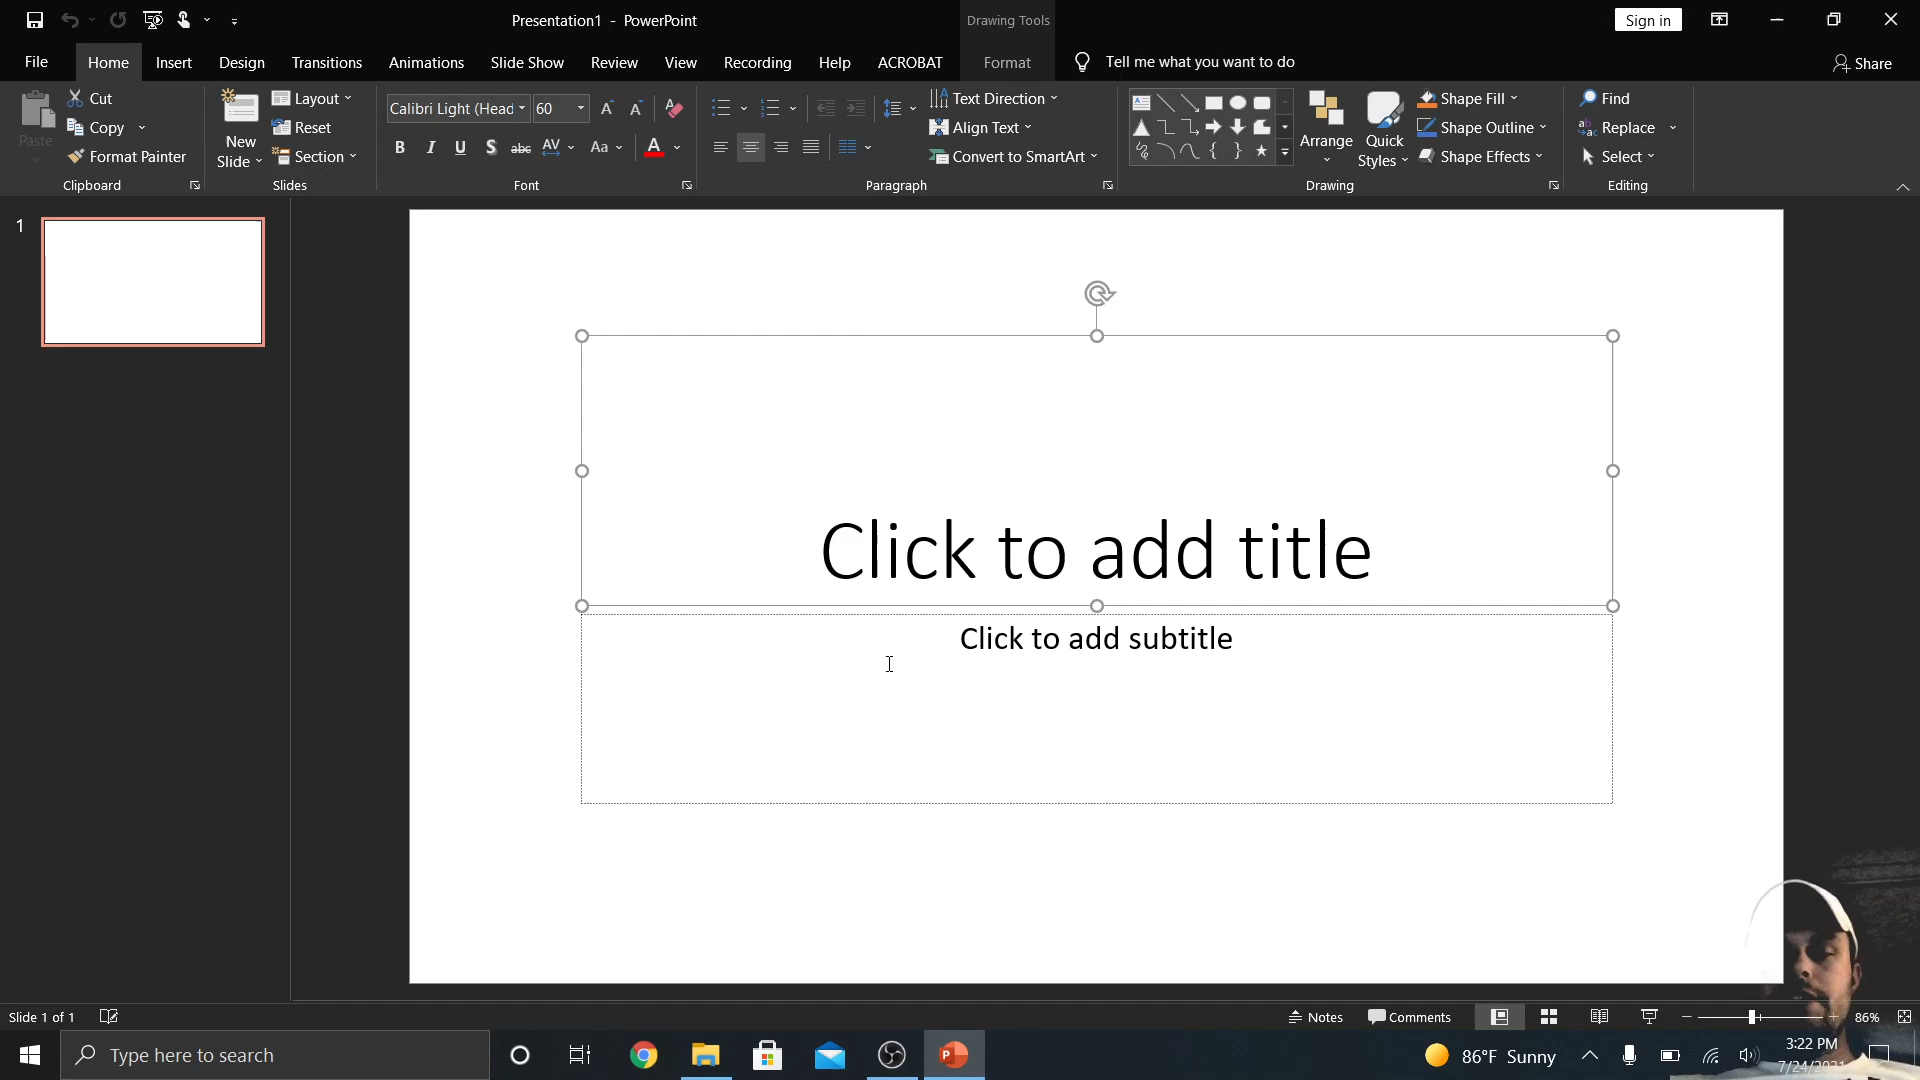 Presentation1 - PowerPoint
Drawing Tools
Sign in
File Home Insert Design Transitions Animations Slide Show Review View Recording Help ACROBAT Format Tell me what you want to do Share
Paste
Cut
Copy
Format Painter
Clipboard
New Slide
Layout
Reset
Section
Slides
Calibri Light (Head 60
B I U S abc AV Aa A
Font
Text Direction
Align Text
Convert to SmartArt
Paragraph
Arrange
Quick Styles
Shape Fill
Shape Outline
Shape Effects
Drawing
Find
Replace
Select
Editing
1
Click to add title
Click to add subtitle
Slide 1 of 1
Notes Comments 86%
Type here to search
86°F Sunny
3:22 PM